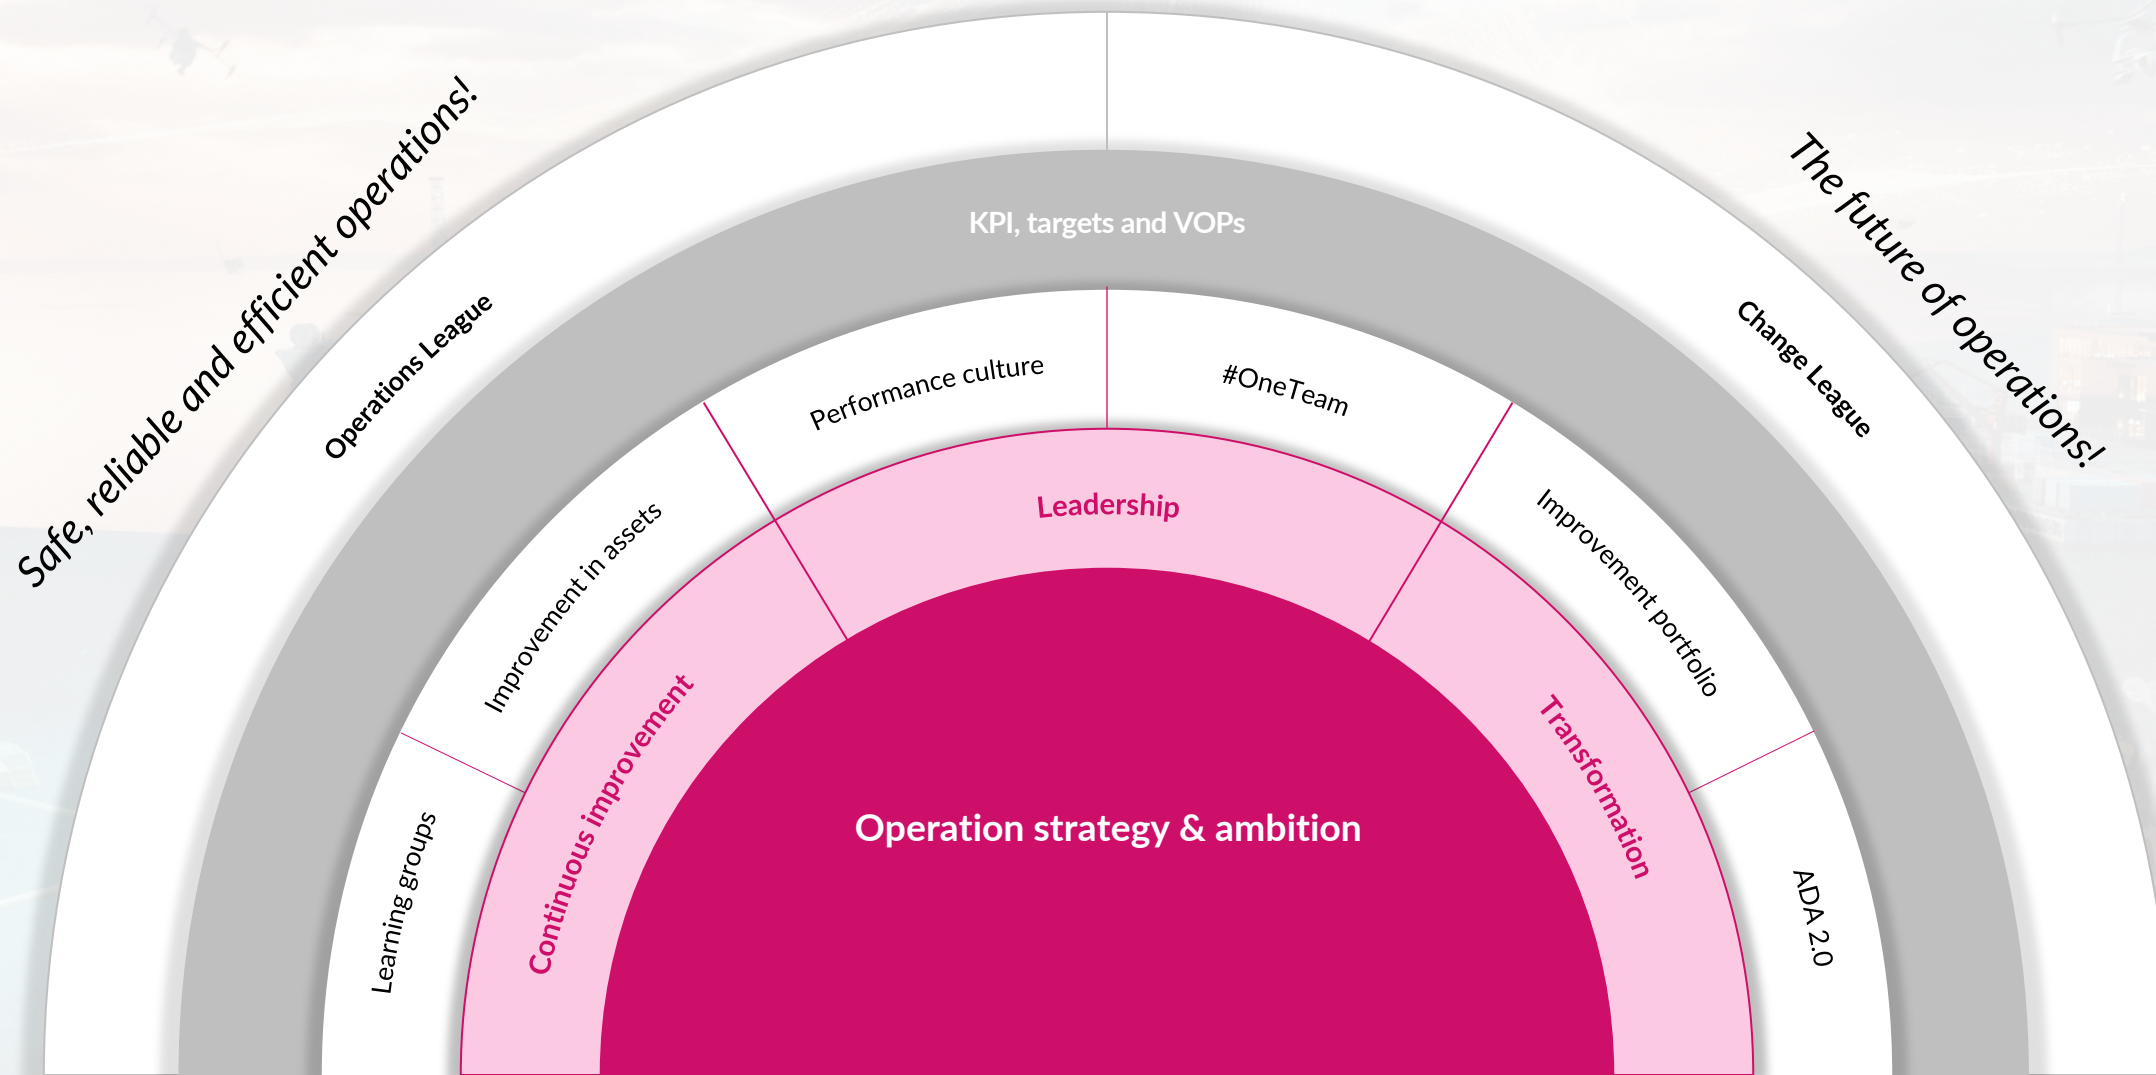 Safe, reliable and efficient operations!
The future of operations!
Operations League
Change League
KPI, targets and VOPs
Learning groups
Improvement in assets
Performance culture
#OneTeam
Improvement portfolio
ADA 2.0
Continuous improvement
Leadership
Transformation
Operation strategy & ambition